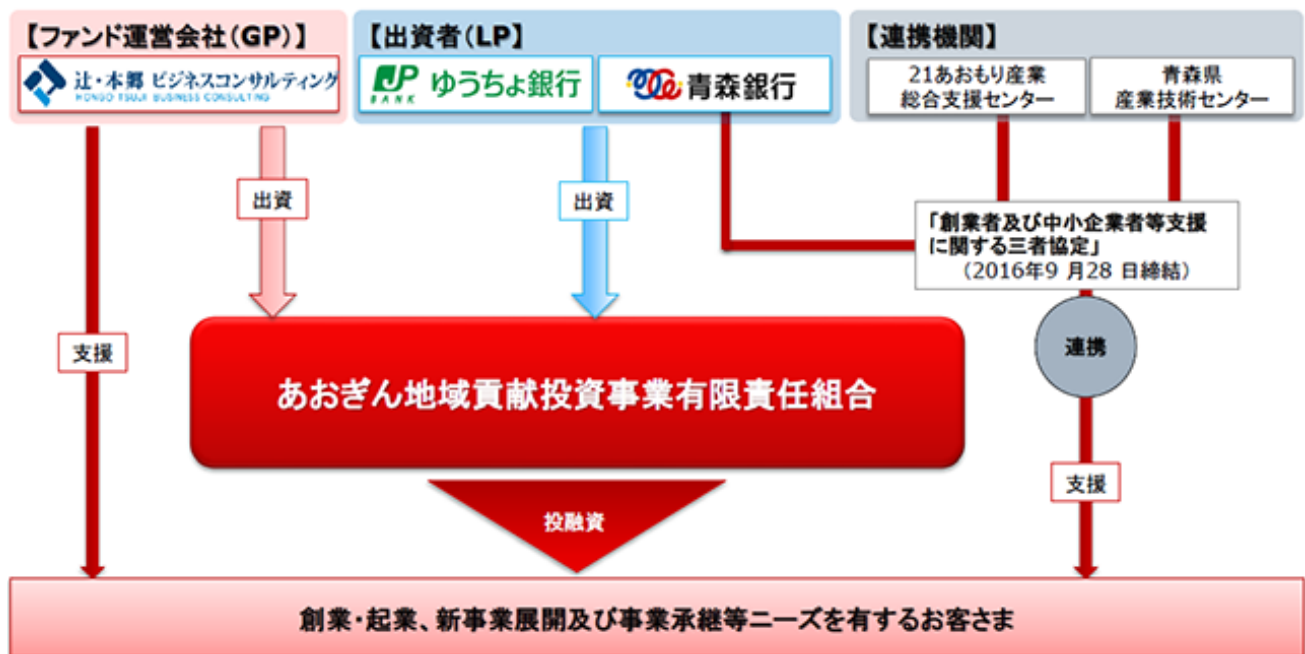 【ファンド運営会社(GP)】
辻・本郷 ビジネスコンサルティング
HONGO TSUJI BUSINESS CONSULTING
【出資者(LP)】
JP
BANK
ゆうちょ銀行
青森銀行
【連携機関】
21あおもり産業
総合支援センター
青森県
産業技術センター
出資
出資
「創業者及び中小企業者等支援
に関する三者協定」
(2016年9 月28 日締結)
支援
連携
あおぎん地域貢献投資事業有限責任組合
支援
投融資
創業・起業、新事業展開及び事業承継等ニーズを有するお客さま